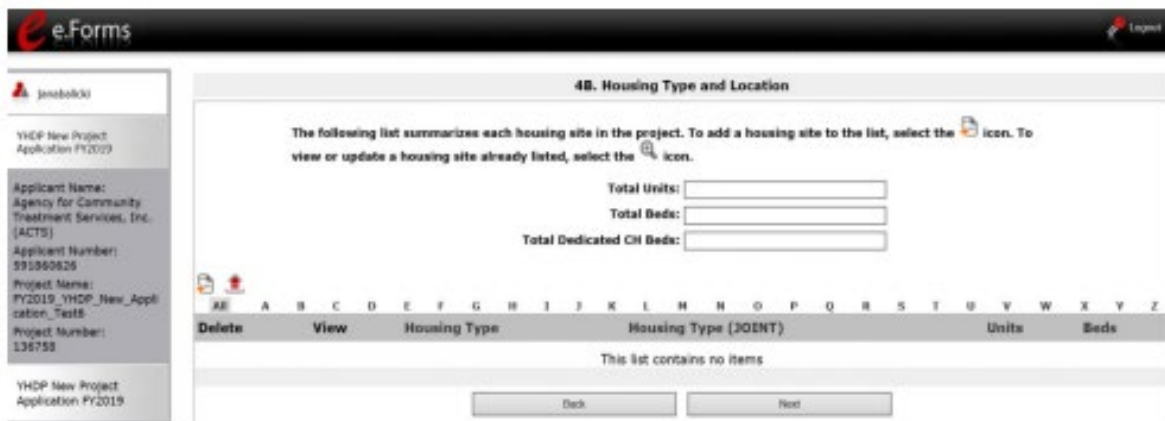 e e.Forms
Logout
janabalicki
YHDP New Project
Application FY2019
Applicant Name:
Agency for Community
Treatment Services, Inc.
(ACTS)
Applicant Number:
591860626
Project Name:
FY2019_YHDP_New_Appli
cation_Test6
Project Number:
136758
YHDP New Project
Application FY2019
4B. Housing Type and Location
The following list summarizes each housing site in the project. To add a housing site to the list, select the icon. To
view or update a housing site already listed, select the icon.
Total Units:
Total Beds:
Total Dedicated CH Beds:
All A B C D E F G H I J K L M N O P Q R S T U V W X Y Z
Delete View Housing Type Housing Type (JOINT) Units Beds
This list contains no items
Back Next